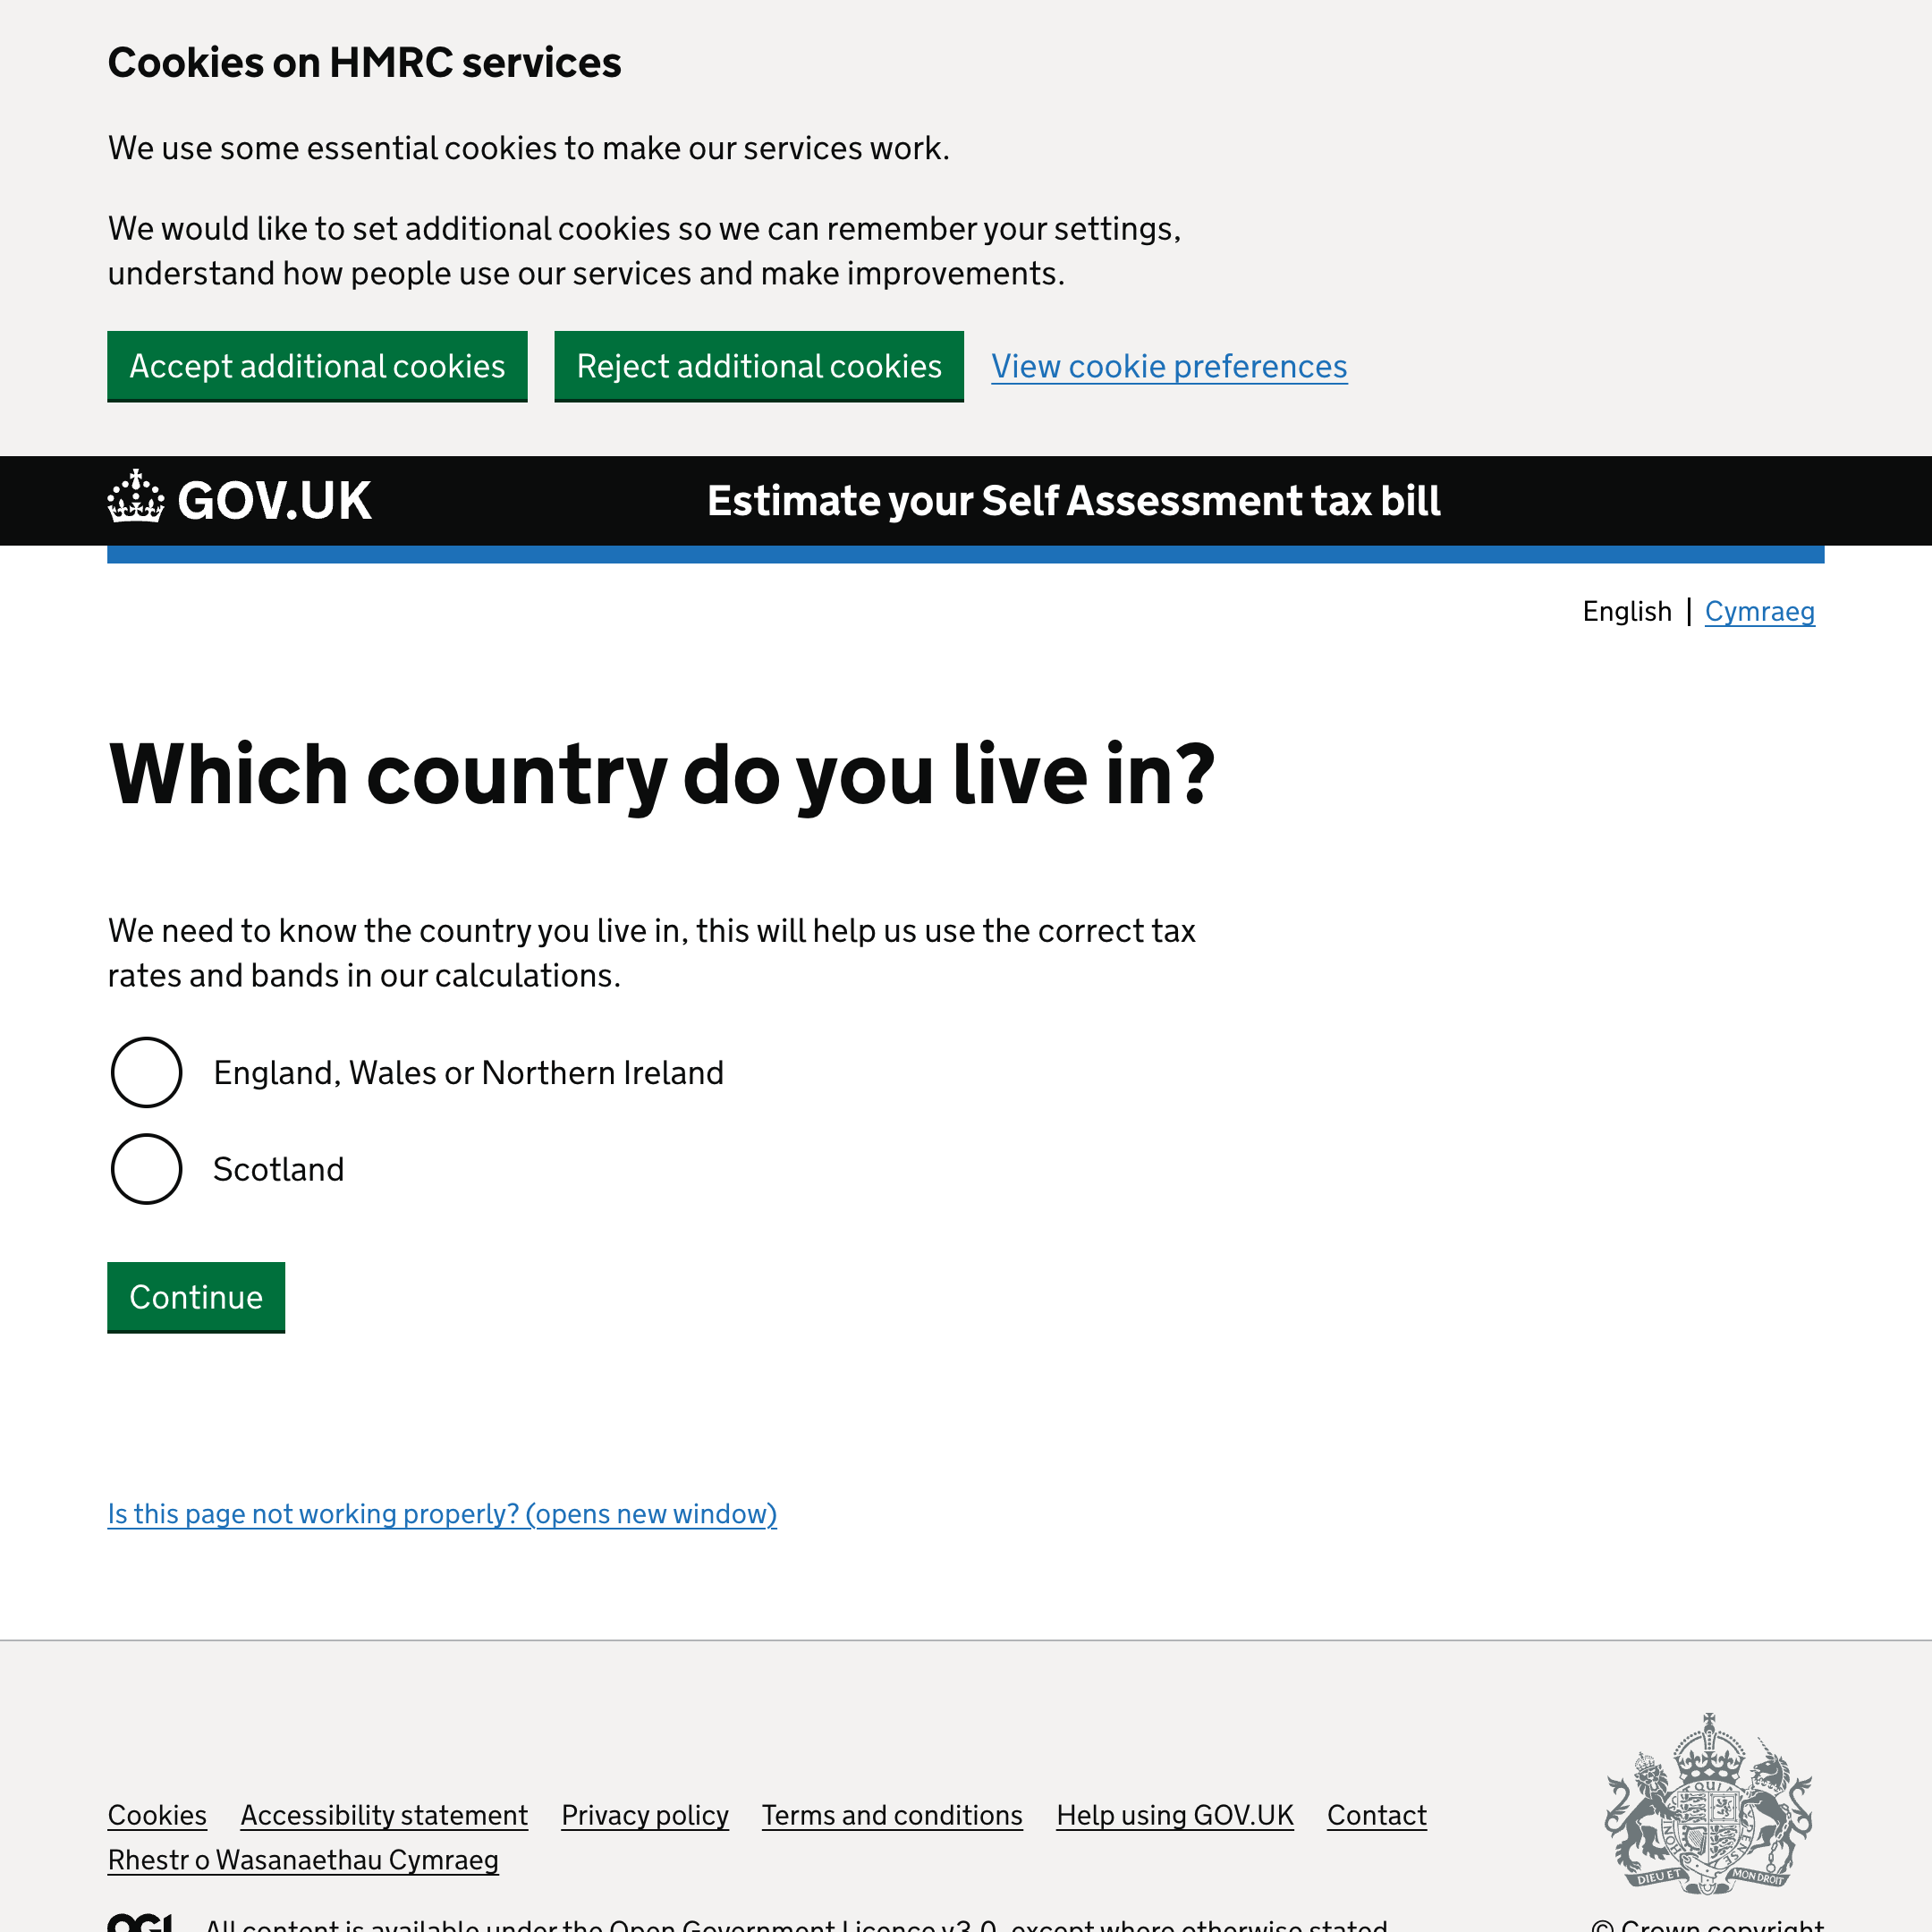 Cookies on HMRC services
We use some essential cookies to make our services work.
We would like to set additional cookies so we can remember your settings,
understand how people use our services and make improvements.
Accept additional cookies
Reject additional cookies
View cookie preferences
GOV.UK
Estimate your Self Assessment tax bill
English | Cymraeg
Which country do you live in?
We need to know the country you live in, this will help us use the correct tax
rates and bands in our calculations.
England, Wales or Northern Ireland
Scotland
Continue
Is this page not working properly? (opens new window)
Cookies
Accessibility statement
Privacy policy
Terms and conditions
Help using GOV.UK
Contact
Rhestr o Wasanaethau Cymraeg
DIEU ET MON DROIT
OGL
All content is available under the Open Government Licence v3.0, except where otherwise stated
© Crown copyright